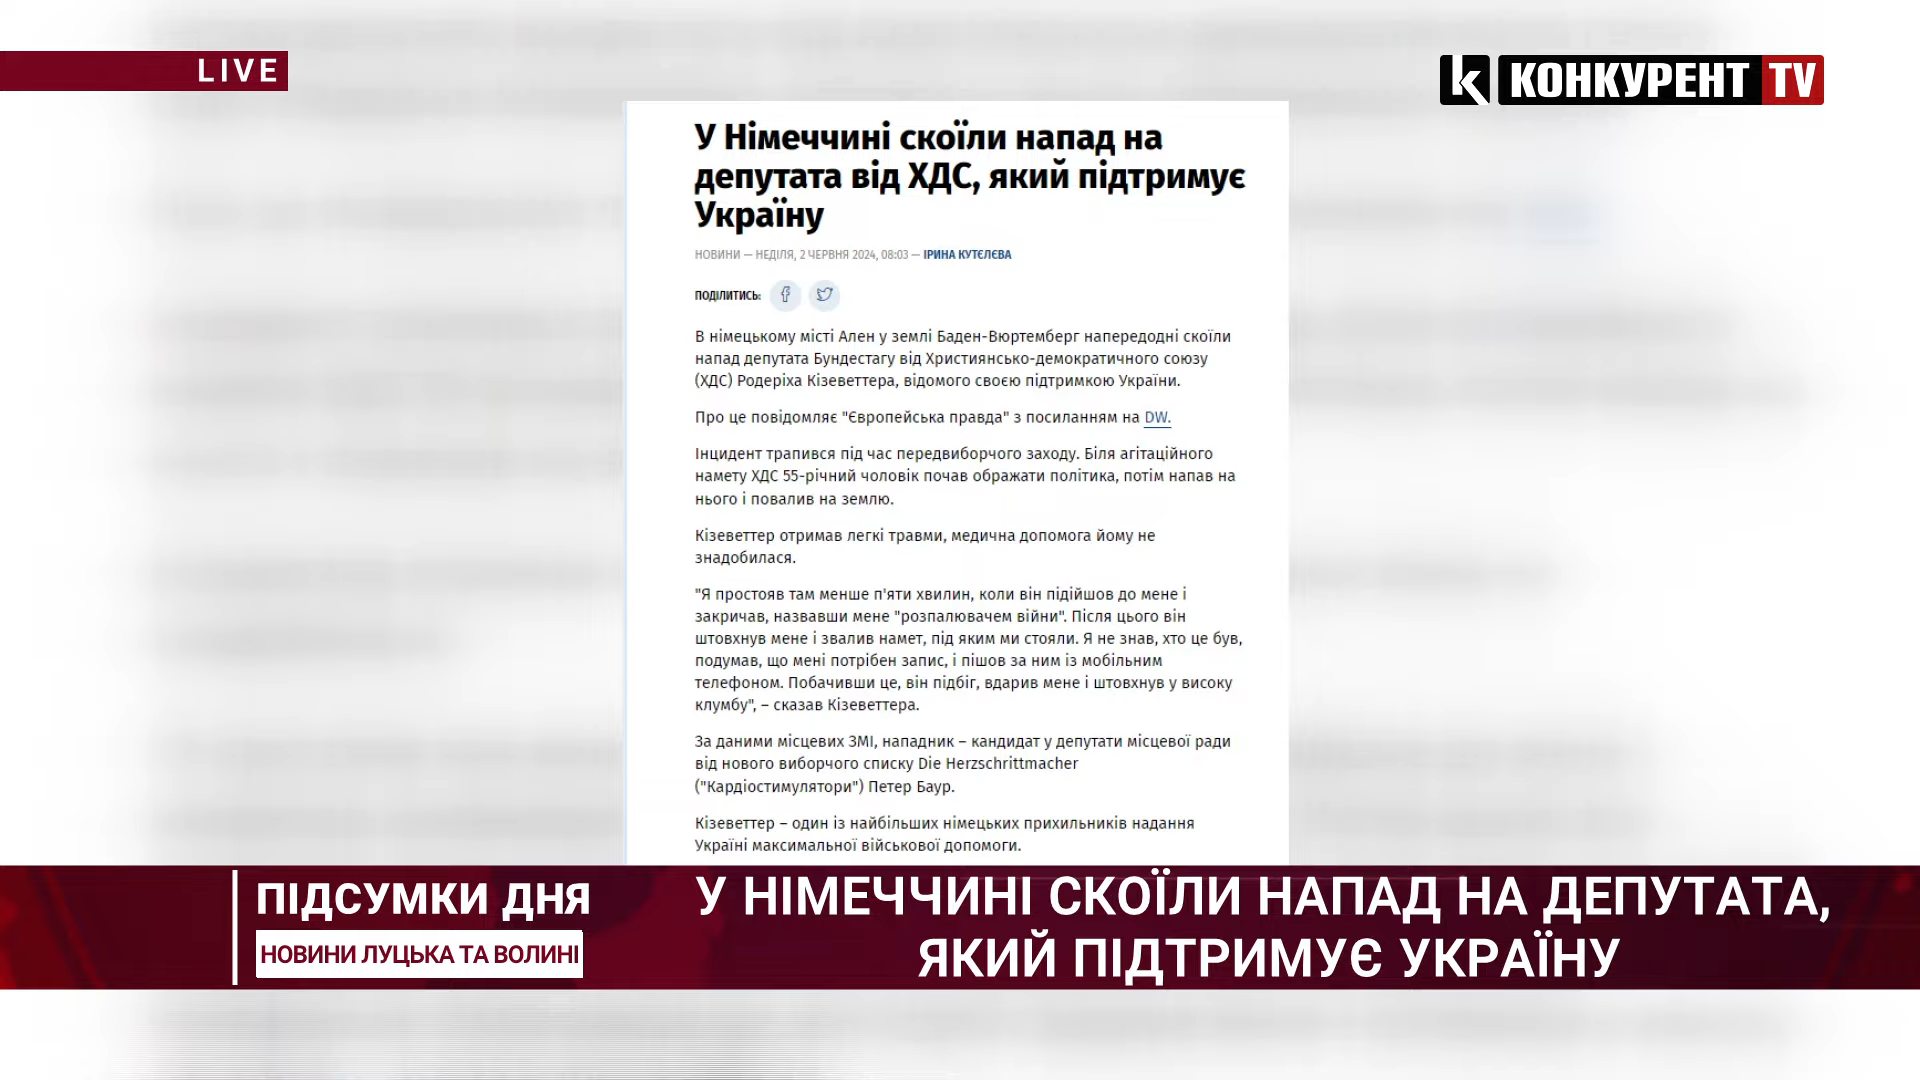 LIVE
КОНКУРЕНТ TV
У Німеччині скоїли напад на
депутата від ХДС, який підтримує
Україну
НОВИНИ — НЕДІЛЯ, 2 ЧЕРВНЯ 2024, 08:03 — ІРИНА КУТЄЛЄВА
ПОДІЛИТИСЬ:
В німецькому місті Ален у землі Баден-Вюртемберг напередодні скоїли
напад депутата Бундестагу від Християнсько-демократичного союзу
(ХДС) Родеріха Кізеветтера, відомого своєю підтримкою України.
Про це повідомляє "Європейська правда" з посиланням на DW.
Інцидент трапився під час передвиборчого заходу. Біля агітаційного
намету ХДС 55-річний чоловік почав ображати політика, потім напав на
нього і повалив на землю.
Кізеветтер отримав легкі травми, медична допомога йому не
знадобилася.
"Я простояв там менше п'яти хвилин, коли він підійшов до мене і
закричав, назвавши мене "розпалювачем війни". Після цього він
штовхнув мене і звалив намет, під яким ми стояли. Я не знав, хто це був,
подумав, що мені потрібен запис, і пішов за ним із мобільним
телефоном. Побачивши це, він підбіг, вдарив мене і штовхнув у високу
клумбу", – сказав Кізеветтера.
За даними місцевих ЗМІ, нападник – кандидат у депутати місцевої ради
від нового виборчого списку Die Herzschrittmacher
("Кардіостимулятори") Петер Баур.
Кізеветтер – один із найбільших німецьких прихильників надання
Україні максимальної військової допомоги.
ПІДСУМКИ ДНЯ
НОВИНИ ЛУЦЬКА ТА ВОЛИНІ
У НІМЕЧЧИНІ СКОЇЛИ НАПАД НА ДЕПУТАТА,
ЯКИЙ ПІДТРИМУЄ УКРАЇНУ